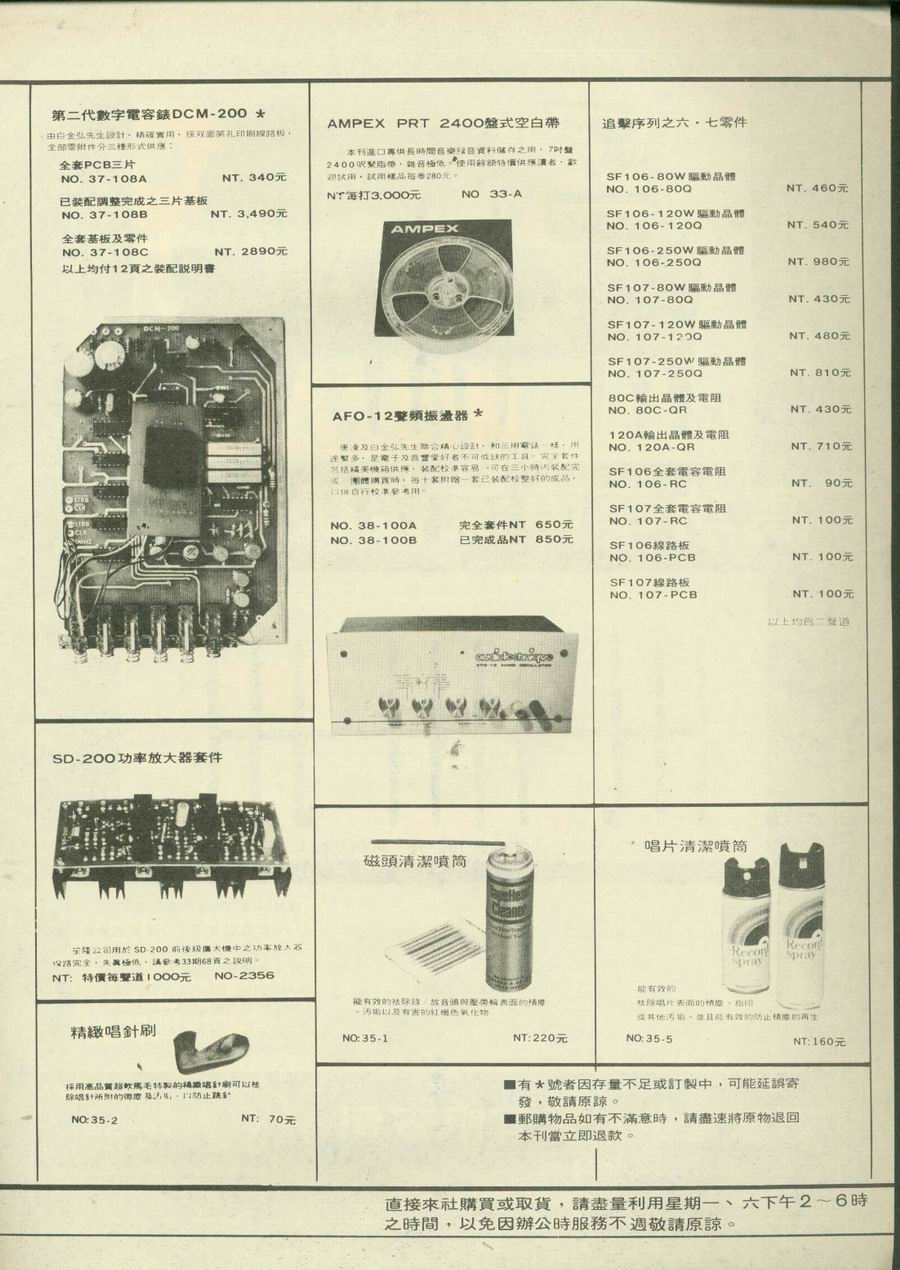 第二代數字電容錶DCM-200 *
由白金弘先生設計，精確實用，採双面第孔印刷線路板，
全部零附件分三種形式供應：
全套PCB三片
NO. 37-108A NT. 340元
已裝配調整完成之三片基板
NO. 37-108B NT. 3,490元
全套基板及零件
NO. 37-108C NT. 2890元
以上均付12頁之裝配説明書
DCM-200
STRB
CLR
STRB
CLR
1MHZ
SD-200功率放大器套件
SD-200 前後級擴大機中之功率放大器
線路完全，失眞極低，請參考33期68頁之說明。
NT: 特價每聲道1000元 NO-2356
精緻唱針刷
採用高品質超軟馬毛特製的精緻唱針刷可以祛
除唱針所附的微塵及污垢，以防止跳針
NO:35-2 NT: 70元
AMPEX PRT 2400盤式空白帶
本刊進口專供長時間音樂録音資料儲存之用，7吋盤
2400呎聚脂帶，雜音極低。使用餘額特價供應讀者，歡
迎試用，試用樣品每卷280元。
NT每打3,000元 NO 33-A
AMPEX
AFO-12聲頻振盪器*
唐凌及白金弘先生聯合精心設計，和三用電錶一樣，用
途繁多，是電子及音響愛好者不可或缺的工具。完全套件
包括精美機箱供應，裝配校準容易，可在三小時內裝配完
成 團體購買時，每十套附贈一套已裝配校整好的成品，
以供自行校準參考用。
NO. 38-100A 完全套件NT 650元
NO. 38-100B 已完成品NT 850元
audiotechnique
AFO-12 AUDIO OSCILLATOR
磁頭清潔噴筒
TapeHead
Cleaner
能有效的祛除錄╱放音頭與壓帶輪表面的積塵
、污垢以及有害的紅褐色氧化物
NO:35-1 NT:220元
追擊序列之六・七零件
SF106-80W驅動晶體
NO. 106-80Q NT. 460元
SF106-120W驅動晶體
NO. 106-120Q NT. 540元
SF106-250W驅動晶體
NO. 106-250Q NT. 980元
SF107-80W驅動晶體
NO. 107-80Q NT. 430元
SF107-120W驅動晶體
NO. 107-120Q NT. 480元
SF107-250W驅動晶體
NO. 107-250Q NT. 810元
80C輸出晶體及電阻
NO. 80C-QR NT. 430元
120A輸出晶體及電阻
NO. 120A-QR NT. 710元
SF106全套電容電阻
NO. 106-RC NT. 90元
SF107全套電容電阻
NO. 107-RC NT. 100元
SF106線路板
NO. 106-PCB NT. 100元
SF107線路板
NO. 107-PCB NT. 100元
以上均爲二聲道
唱片清潔噴筒
Record
Spray
Record
Spray
能有效的
祛除唱片表面的積塵、指印
或其他污垢、並且能有效的防止積塵的再生
NO:35-5 NT:160元
■有*號者因存量不足或訂製中，可能延誤寄
發，敬請原諒。
■郵購物品如有不滿意時，請盡速將原物退回
本刊當立即退款。
直接來社購買或取貨，請盡量利用星期一、六下午2～6時
之時間，以免因辦公時服務不週敬請原諒。